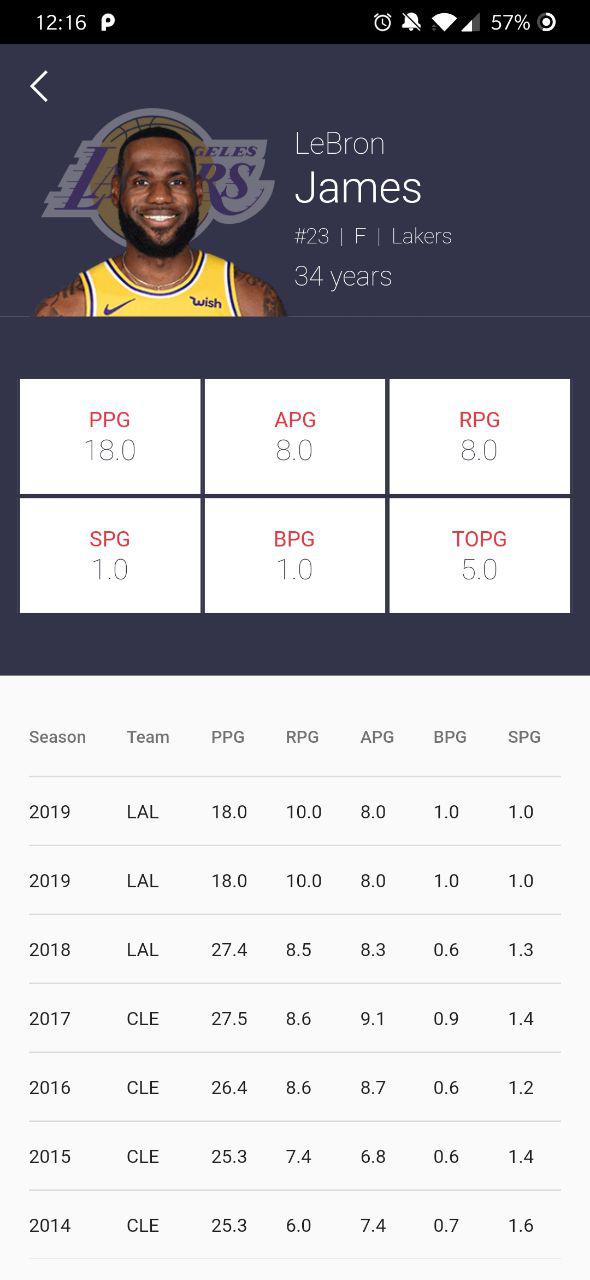 12:16 57%
LeBron
James
#23 | F | Lakers
34 years
GELES
wish
PPG APG RPG
18.0 8.0 8.0
SPG BPG TOPG
1.0 1.0 5.0
Season Team PPG RPG APG BPG SPG
2019 LAL 18.0 10.0 8.0 1.0 1.0
2019 LAL 18.0 10.0 8.0 1.0 1.0
2018 LAL 27.4 8.5 8.3 0.6 1.3
2017 CLE 27.5 8.6 9.1 0.9 1.4
2016 CLE 26.4 8.6 8.7 0.6 1.2
2015 CLE 25.3 7.4 6.8 0.6 1.4
2014 CLE 25.3 6.0 7.4 0.7 1.6